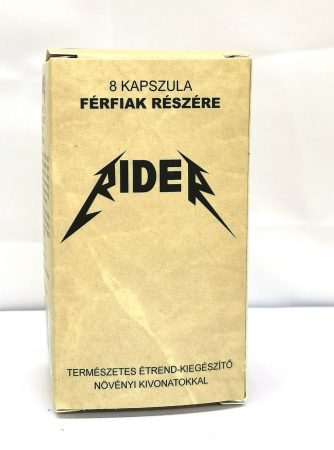 8 KAPSZULA
FÉRFIAK RÉSZÉRE
RIDER
TERMÉSZETES ÉTREND-KIEGÉSZÍTŐ
NÖVÉNYI KIVONATOKKAL